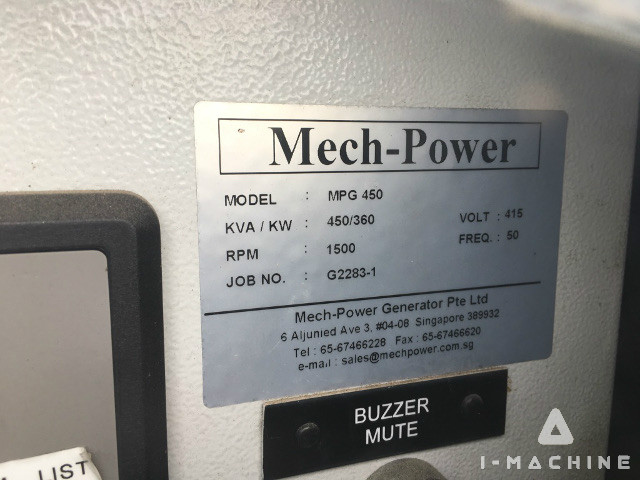 Mech-Power
MODEL : MPG 450
KVA / KW : 450/360 VOLT : 415
RPM : 1500 FREQ. : 50
JOB NO. : G2283-1
Mech-Power Generator Pte Ltd
6 Aljunied Ave 3, #04-08 Singapore 389932
Tel : 65-67466228 Fax : 65-67466620
e-mail : sales@mechpower.com.sg
BUZZER
MUTE
LIST
I-MACHINE